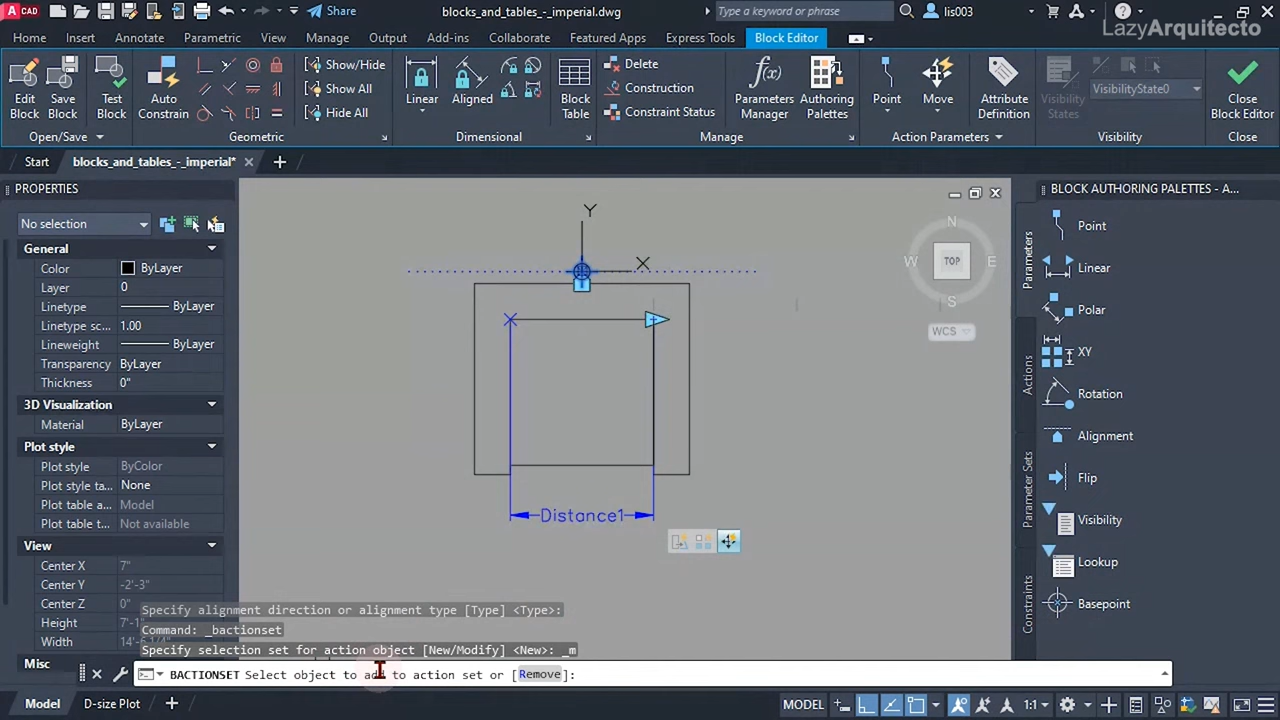 CAD
Share
blocks_and_tables_-_imperial.dwg
Type a keyword or phrase
lis003
LazyArquitecto
Home
Insert
Annotate
Parametric
View
Manage
Output
Add-ins
Collaborate
Featured Apps
Express Tools
Block Editor
Edit Block
Save Block
Test Block
Auto Constrain
Show/Hide
Show All
Hide All
Linear
Aligned
Block Table
Delete
Construction
Constraint Status
Parameters Manager
Authoring Palettes
Point
Move
Attribute Definition
Visibility States
VisibilityState0
Close Block Editor
Open/Save
Geometric
Dimensional
Manage
Action Parameters
Visibility
Close
Start
blocks_and_tables_-_imperial*
PROPERTIES
No selection
General
Color ByLayer
Layer 0
Linetype ByLayer
Linetype sc... 1.00
Lineweight ByLayer
Transparency ByLayer
Thickness 0"
3D Visualization
Material ByLayer
Plot style
Plot style ByColor
Plot style ta... None
Plot table a... Model
Plot table t... Not available
View
Center X 7"
Center Y -2'-3"
Center Z 0"
Height 7'-1"
Misc
Y
X
Distance1
N
W TOP E
S
WCS
BLOCK AUTHORING PALETTES - A...
Parameters
Actions
Parameter Sets
Constraints
Point
Linear
Polar
XY
Rotation
Alignment
Flip
Visibility
Lookup
Basepoint
Specify alignment direction or alignment type [Type] <Type>:
Command: _bactionset
Specify selection set for action object [New/Modify] <New>: _m
BACTIONSET Select object to add to action set or [Remove]:
Model
D-size Plot
MODEL
1:1